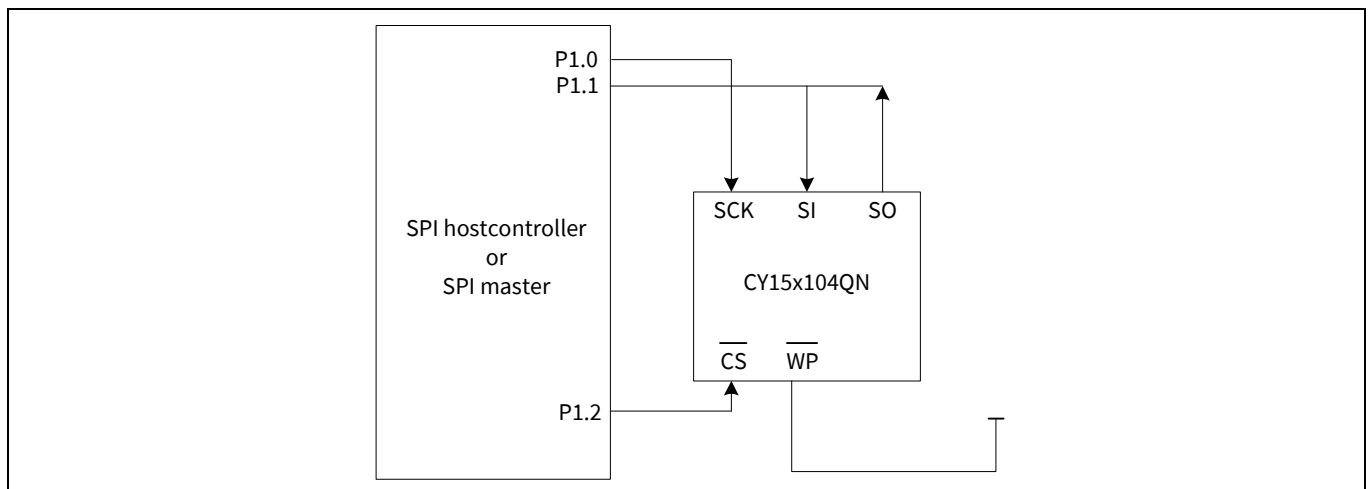 P1.0
P1.1
SCK SI SO
SPI hostcontroller
or
SPI master
CY15x104QN
CS WP
P1.2